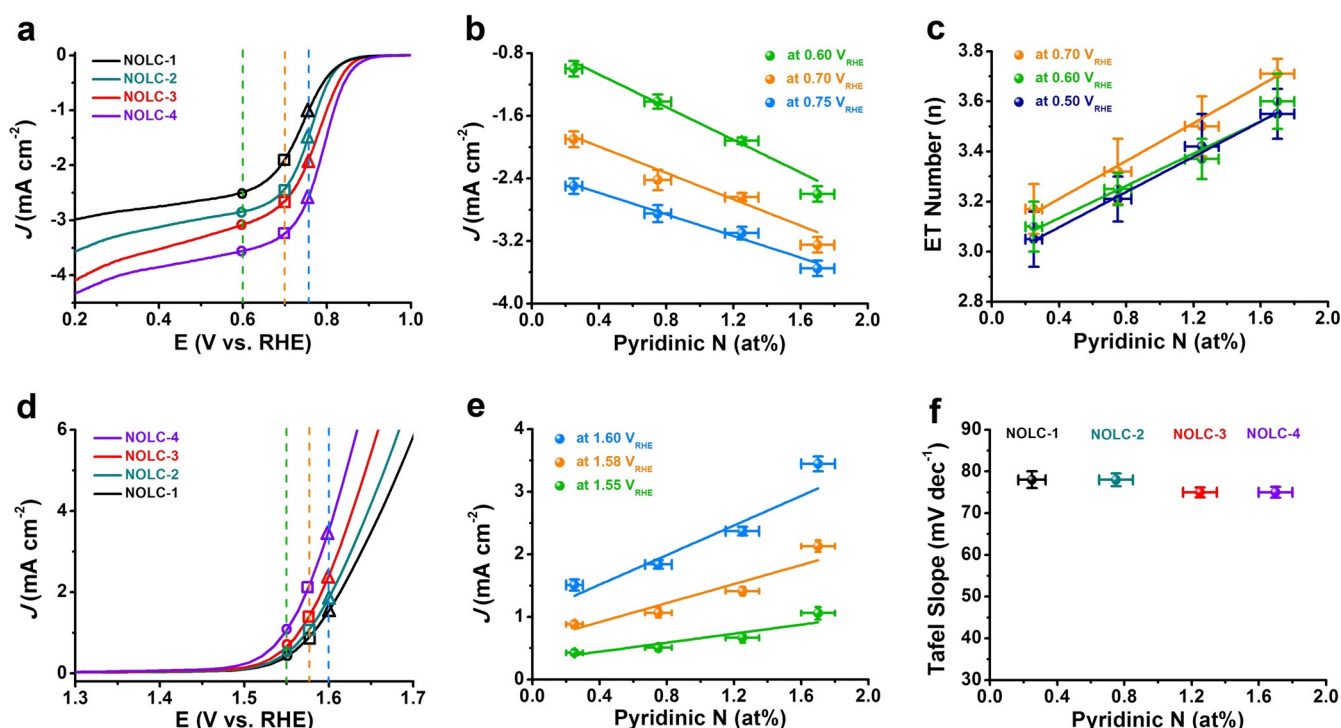 a
NOLC-1
NOLC-2
NOLC-3
NOLC-4
J (mA cm⁻²)
0
-1
-2
-3
-4
0.2 0.4 0.6 0.8 1.0
E (V vs. RHE)
b
at 0.60 V_RHE
at 0.70 V_RHE
at 0.75 V_RHE
J (mA cm⁻²)
-0.8
-1.6
-2.4
-3.2
-4.0
0.0 0.4 0.8 1.2 1.6 2.0
Pyridinic N (at%)
c
at 0.70 V_RHE
at 0.60 V_RHE
at 0.50 V_RHE
ET Number (n)
3.8
3.6
3.4
3.2
3.0
2.8
0.0 0.4 0.8 1.2 1.6 2.0
Pyridinic N (at%)
d
NOLC-4
NOLC-3
NOLC-2
NOLC-1
J (mA cm⁻²)
6
4
2
0
1.3 1.4 1.5 1.6 1.7
E (V vs. RHE)
e
at 1.60 V_RHE
at 1.58 V_RHE
at 1.55 V_RHE
J (mA cm⁻²)
4
3
2
1
0
0.0 0.4 0.8 1.2 1.6 2.0
Pyridinic N (at%)
f
NOLC-1 NOLC-2 NOLC-3 NOLC-4
Tafel Slope (mV dec⁻¹)
90
80
70
60
50
40
30
0.0 0.4 0.8 1.2 1.6 2.0
Pyridinic N (at%)